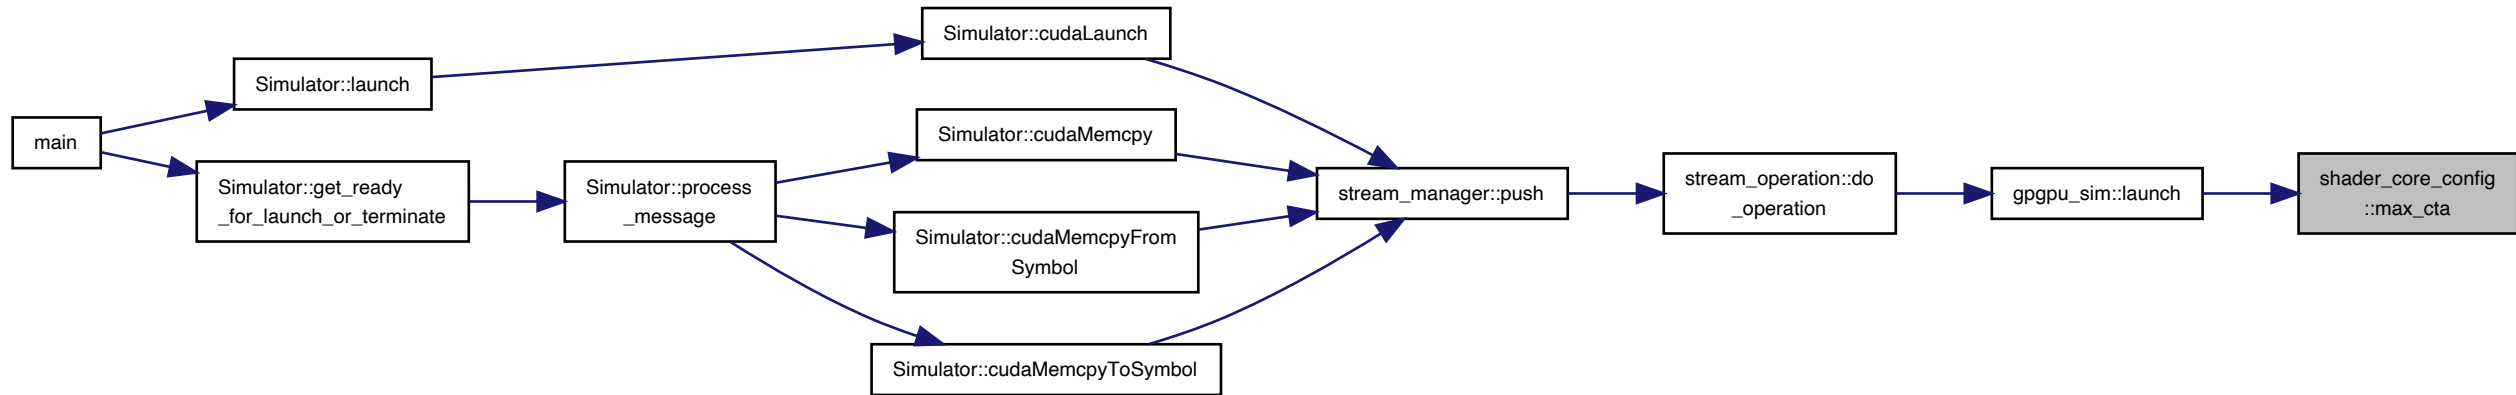 main
Simulator::launch
Simulator::get_ready
_for_launch_or_terminate
Simulator::process
_message
Simulator::cudaLaunch
Simulator::cudaMemcpy
Simulator::cudaMemcpyFrom
Symbol
Simulator::cudaMemcpyToSymbol
stream_manager::push
stream_operation::do
_operation
gpgpu_sim::launch
shader_core_config
::max_cta